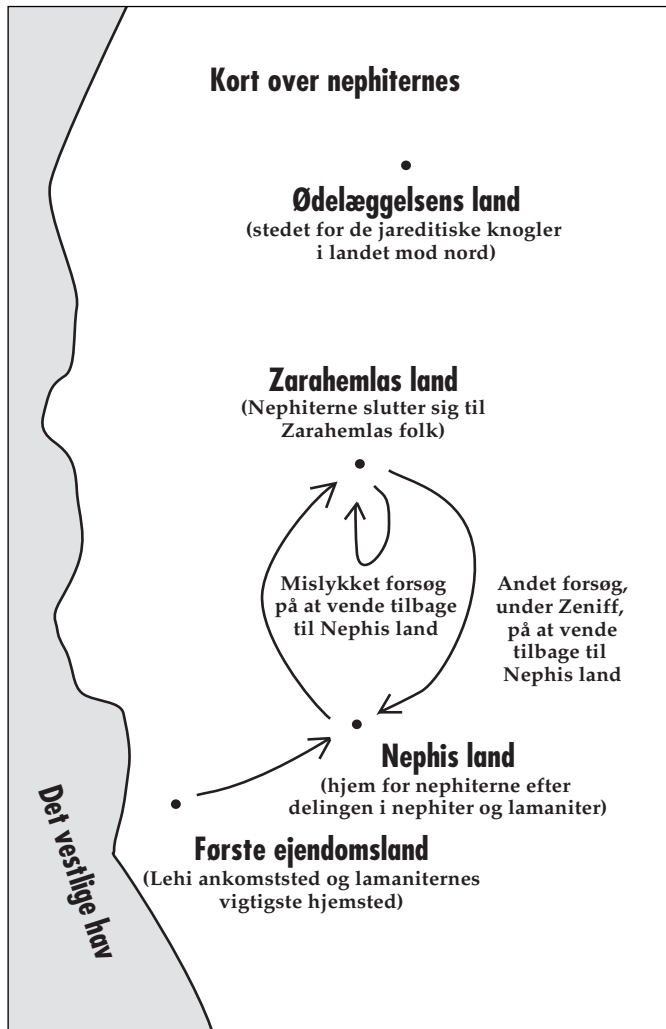 Kort over nephiternes
Ødelæggelsens land
(stedet for de jareditiske knogler
i landet mod nord)
Zarahemlas land
(Nephiterne slutter sig til
Zarahemlas folk)
Mislykket forsøg
på at vende tilbage
til Nephis land
Andet forsøg,
under Zeniff,
på at vende
tilbage til
Nephis land
Nephis land
(hjem for nephiterne efter
delingen i nephiter og lamaniter)
Første ejendomsland
(Lehi ankomststed og lamaniternes
vigtigste hjemsted)
Det vestlige hav